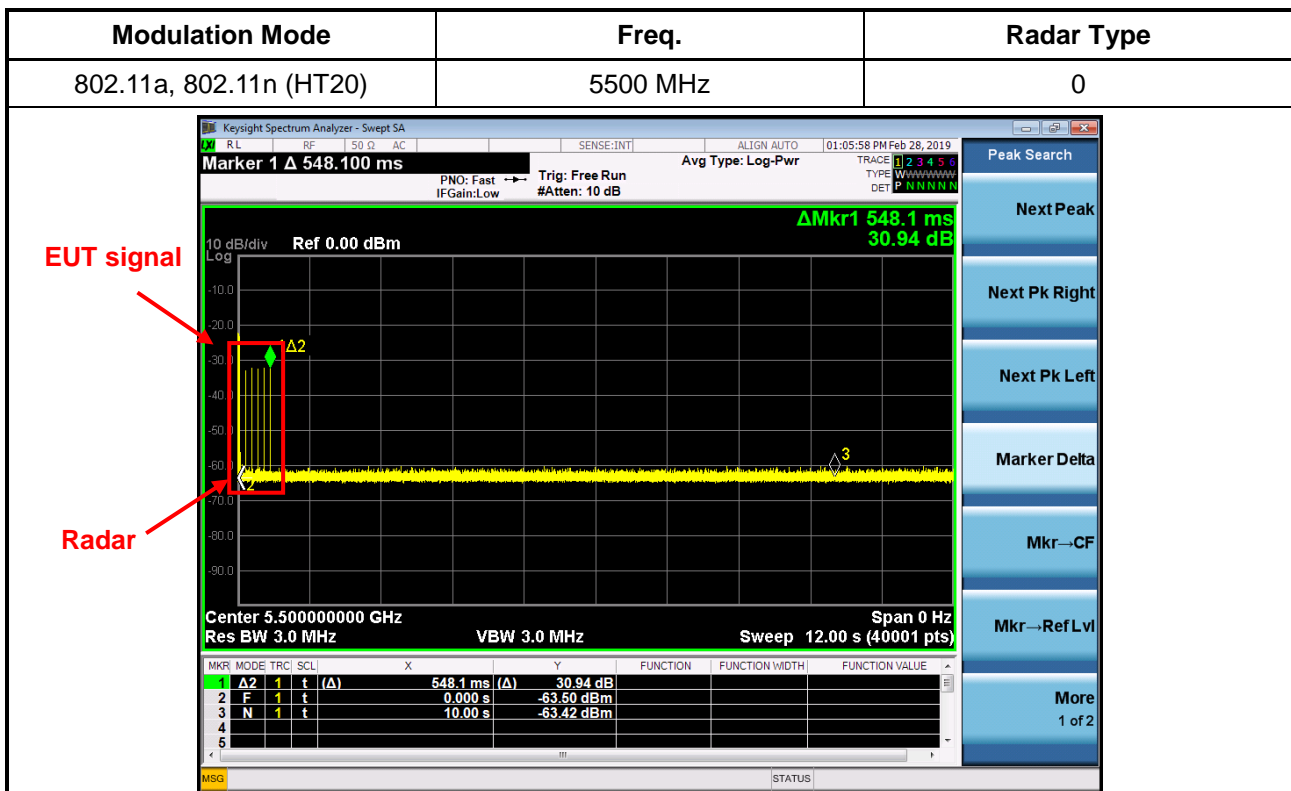 Modulation Mode Freq. Radar Type
802.11a, 802.11n (HT20) 5500 MHz 0
Keysight Spectrum Analyzer - Swept SA
LXI RL RF 50 Ω AC SENSE:INT ALIGN AUTO 01:05:58 PM Feb 28, 2019
Marker 1 Δ 548.100 ms Avg Type: Log-Pwr TRACE 1 2 3 4 5 6
PNO: Fast Trig: Free Run TYPE WWWWWWW
IFGain:Low #Atten: 10 dB DET P N N N N N
Peak Search
Next Peak
Next Pk Right
Next Pk Left
Marker Delta
Mkr→CF
Mkr→Ref Lvl
More
1 of 2
ΔMkr1 548.1 ms
30.94 dB
10 dB/div Ref 0.00 dBm
Log
EUT signal
-10.0
-20.0
-30.0
-40.0
-50.0
-60.0
-70.0
-80.0
-90.0
Δ2
3
2
Radar
Center 5.500000000 GHz Span 0 Hz
Res BW 3.0 MHz VBW 3.0 MHz Sweep 12.00 s (40001 pts)
MKR MODE TRC SCL X Y FUNCTION FUNCTION WIDTH FUNCTION VALUE
1 Δ2 1 t (Δ) 548.1 ms (Δ) 30.94 dB
2 F 1 t 0.000 s -63.50 dBm
3 N 1 t 10.00 s -63.42 dBm
4
5
MSG STATUS